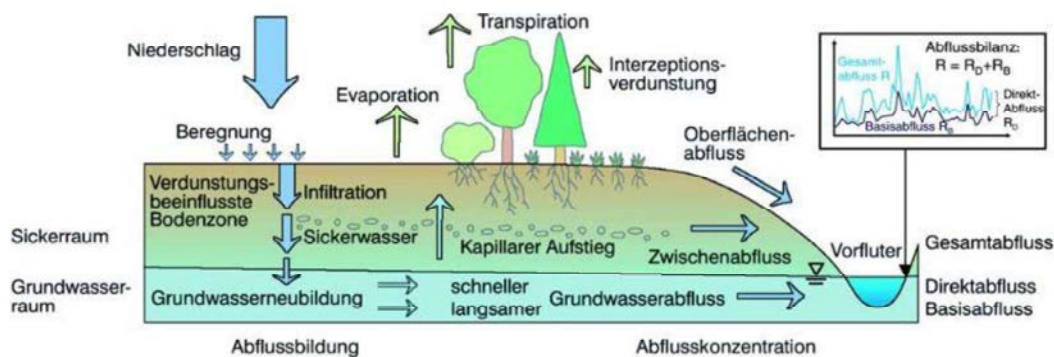 Niederschlag
Transpiration
Interzeptions-
verdunstung
Evaporation
Beregnung
Oberflächen-
abfluss
Abflussbilanz:
R = RD+RB
Gesamt-
abfluss R
Direkt-
Abfluss
RD
Basisabfluss RB
Verdunstungs-
beeinflusste
Bodenzone
Infiltration
Sickerwasser
Kapillarer Aufstieg
Zwischenabfluss
Vorfluter
Sickerraum
Gesamtabfluss
Grundwasser-
raum
Grundwasserneubildung
schneller
langsamer
Grundwasserabfluss
Direktabfluss
Basisabfluss
Abflussbildung
Abflusskonzentration